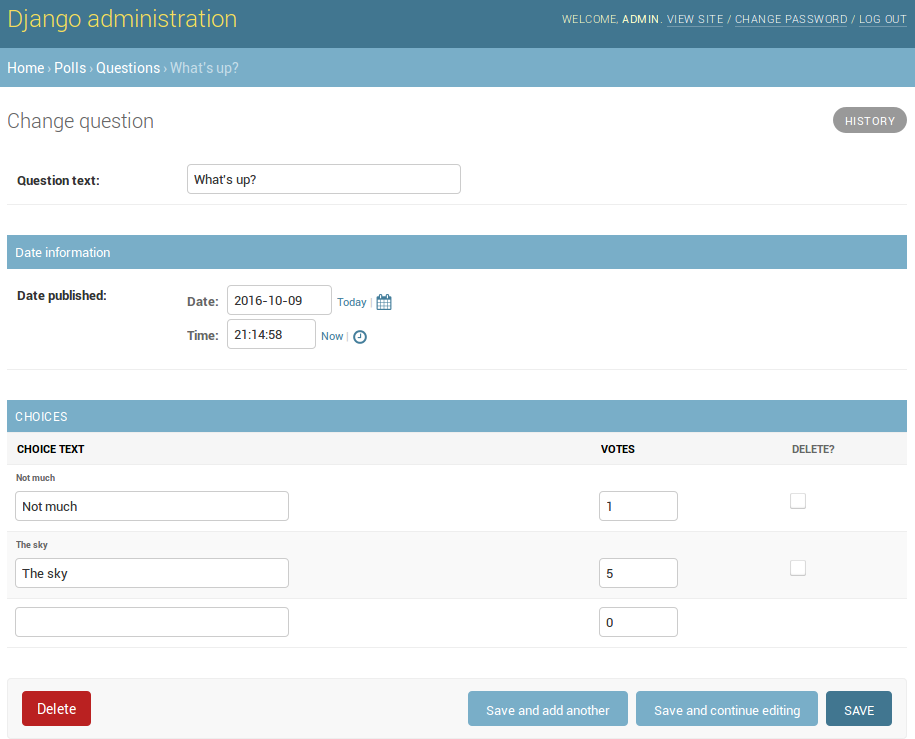 Django administration
WELCOME, ADMIN. VIEW SITE / CHANGE PASSWORD / LOG OUT
Home › Polls › Questions › What's up?
Change question
HISTORY
Question text: What's up?
Date information
Date published:
Date: 2016-10-09 Today |
Time: 21:14:58 Now |
CHOICES
CHOICE TEXT VOTES DELETE?
Not much
Not much 1
The sky
The sky 5
0
Delete Save and add another Save and continue editing SAVE